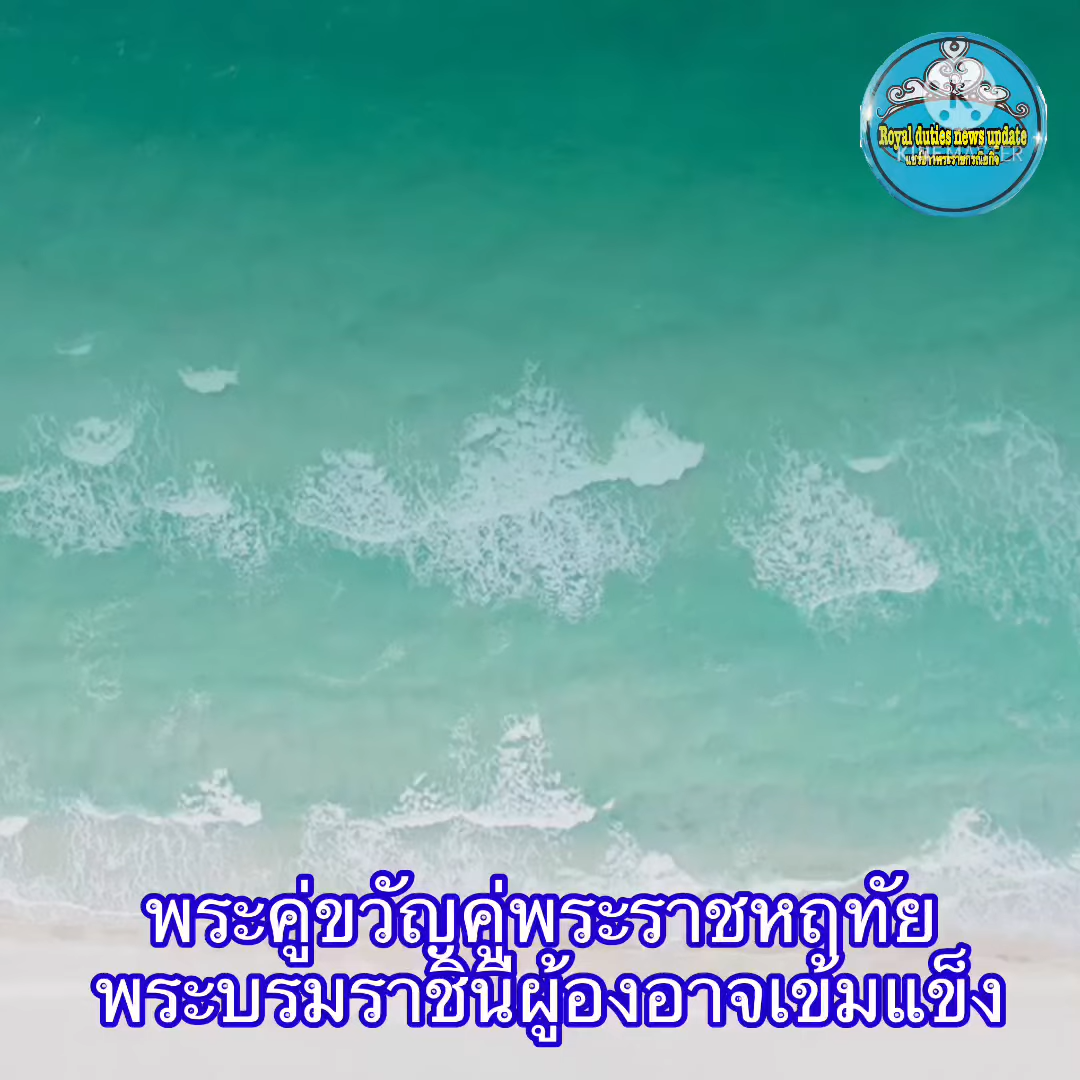 Royal duties news update
พระคู่ขวัญคู่พระราชหฤทัย
พระบรมราชินีผู้องอาจเข้มแข็ง